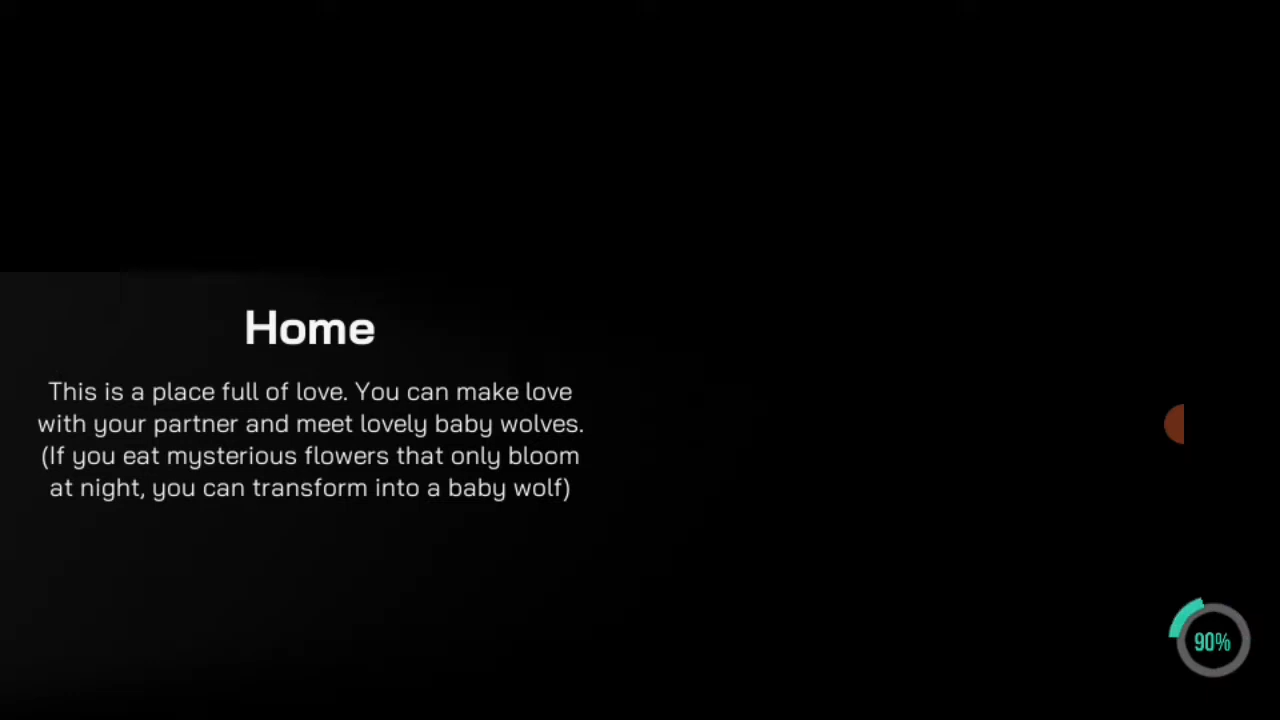 Home
This is a place full of love. You can make love
with your partner and meet lovely baby wolves.
(If you eat mysterious flowers that only bloom
at night, you can transform into a baby wolf)
90%